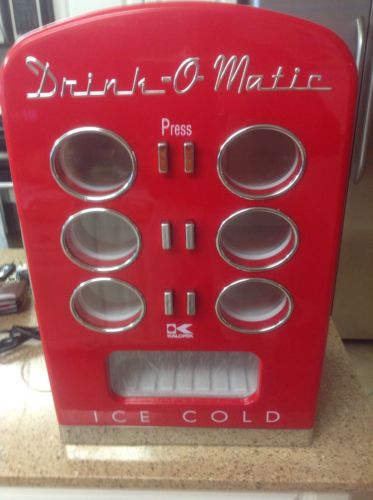 Drink-O-Matic
Press
K
KALORIK
ICE COLD